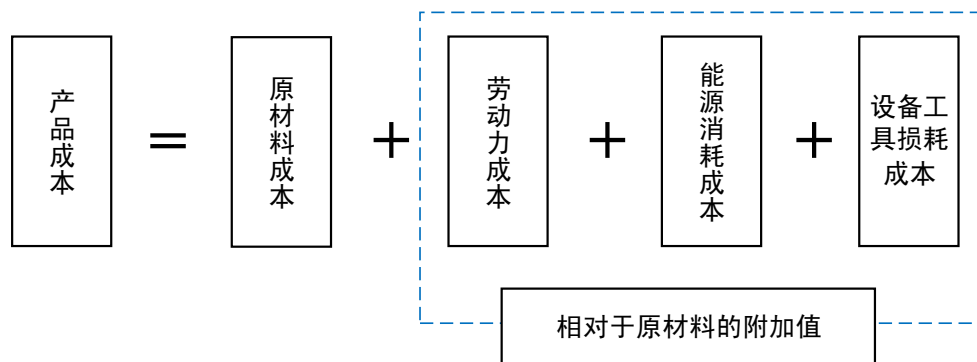 产品成本
=
原材料成本
+
劳动力成本
+
能源消耗成本
+
设备工
具损耗
成本
相对于原材料的附加值